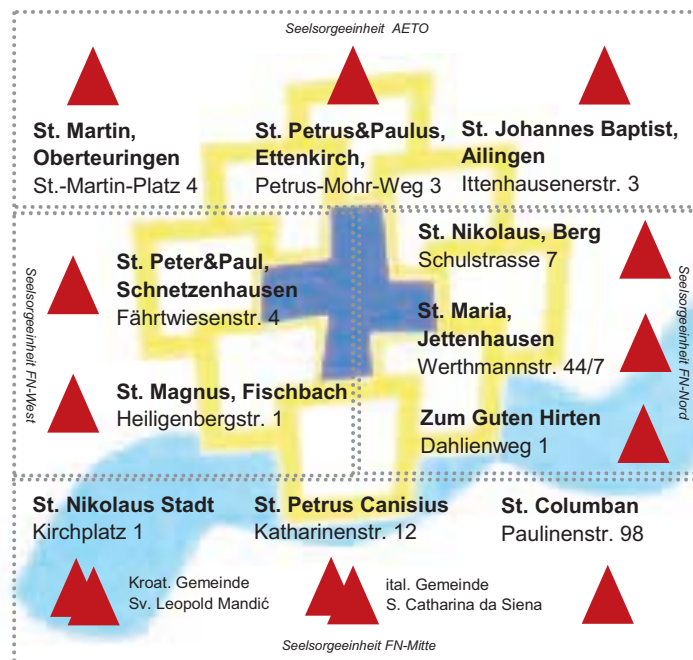 Seelsorgeeinheit AETO
St. Martin,
Oberteuringen
St.-Martin-Platz 4
St. Petrus&Paulus,
Ettenkirch,
Petrus-Mohr-Weg 3
St. Johannes Baptist,
Ailingen
Ittenhausenerstr. 3
Seelsorgeeinheit FN-West
St. Peter&Paul,
Schnetzenhausen
Fährtwiesenstr. 4
St. Magnus, Fischbach
Heiligenbergstr. 1
St. Nikolaus, Berg
Schulstrasse 7
St. Maria,
Jettenhausen
Werthmannstr. 44/7
Zum Guten Hirten
Dahlienweg 1
Seelsorgeeinheit FN-Nord
St. Nikolaus Stadt
Kirchplatz 1
Kroat. Gemeinde
Sv. Leopold Mandić
St. Petrus Canisius
Katharinenstr. 12
ital. Gemeinde
S. Catharina da Siena
St. Columban
Paulinenstr. 98
Seelsorgeeinheit FN-Mitte